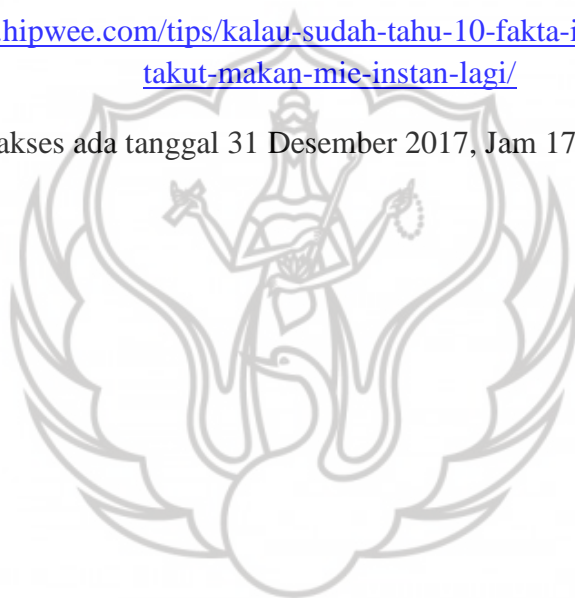 .hipwee.com/tips/kalau-sudah-tahu-10-fakta-i
takut-makan-mie-instan-lagi/
akses ada tanggal 31 Desember 2017, Jam 17